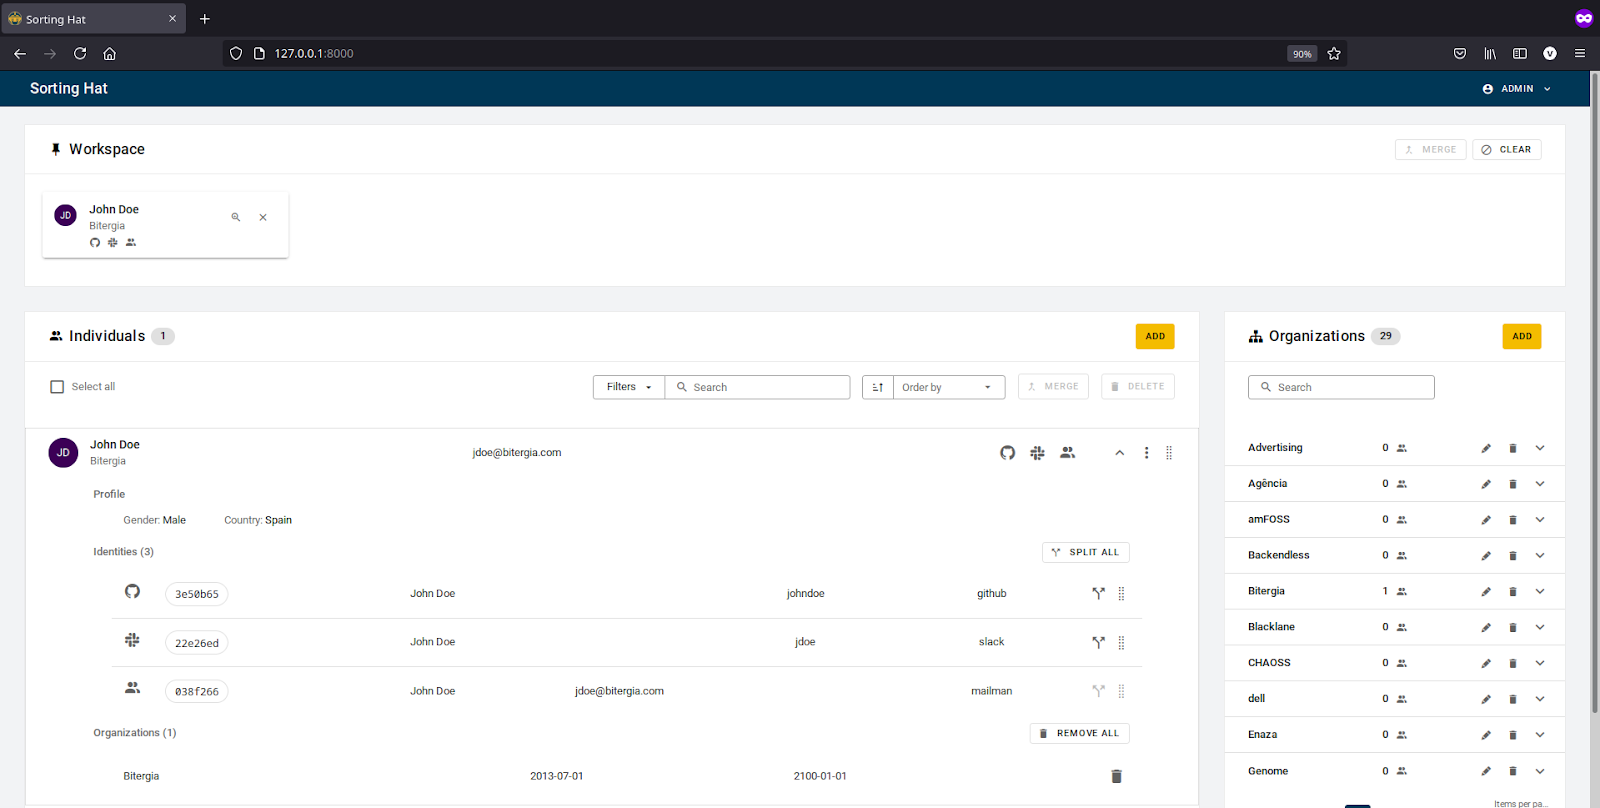 Sorting Hat
127.0.0.1:8000
90%
V
Sorting Hat
ADMIN
Workspace
MERGE
CLEAR
JD
John Doe
Bitergia
Individuals 1
ADD
Select all
Filters
Search
Order by
MERGE
DELETE
JD
John Doe
Bitergia
jdoe@bitergia.com
Profile
Gender: Male
Country: Spain
Identities (3)
SPLIT ALL
3e50b65 John Doe johndoe github
22e26ed John Doe jdoe slack
038f266 John Doe jdoe@bitergia.com mailman
Organizations (1)
REMOVE ALL
Bitergia 2013-07-01 2100-01-01
Organizations 29
ADD
Search
Advertising 0
Agência 0
amFOSS 0
Backendless 0
Bitergia 1
Blacklane 0
CHAOSS 0
dell 0
Enaza 0
Genome 0
Items per pa...